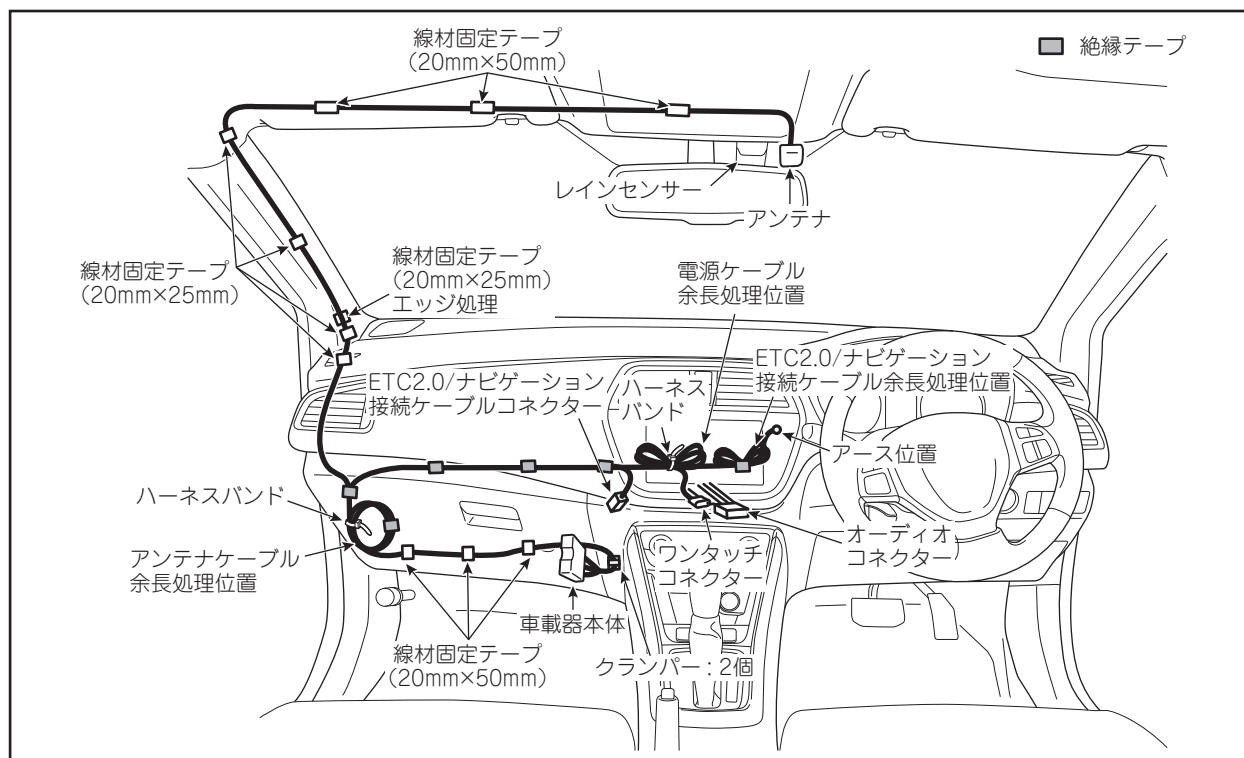 線材固定テープ
(20mm×50mm)
絶縁テープ
レインセンサー
アンテナ
線材固定テープ
(20mm×25mm)
線材固定テープ
(20mm×25mm)
エッジ処理
電源ケーブル
余長処理位置
ETC2.0/ナビゲーション
接続ケーブルコネクター
ハーネス
バンド
ETC2.0/ナビゲーション
接続ケーブル余長処理位置
アース位置
ハーネスバンド
アンテナケーブル
余長処理位置
オーディオ
コネクター
ワンタッチ
コネクター
車載器本体
線材固定テープ
(20mm×50mm)
クランパー：2個